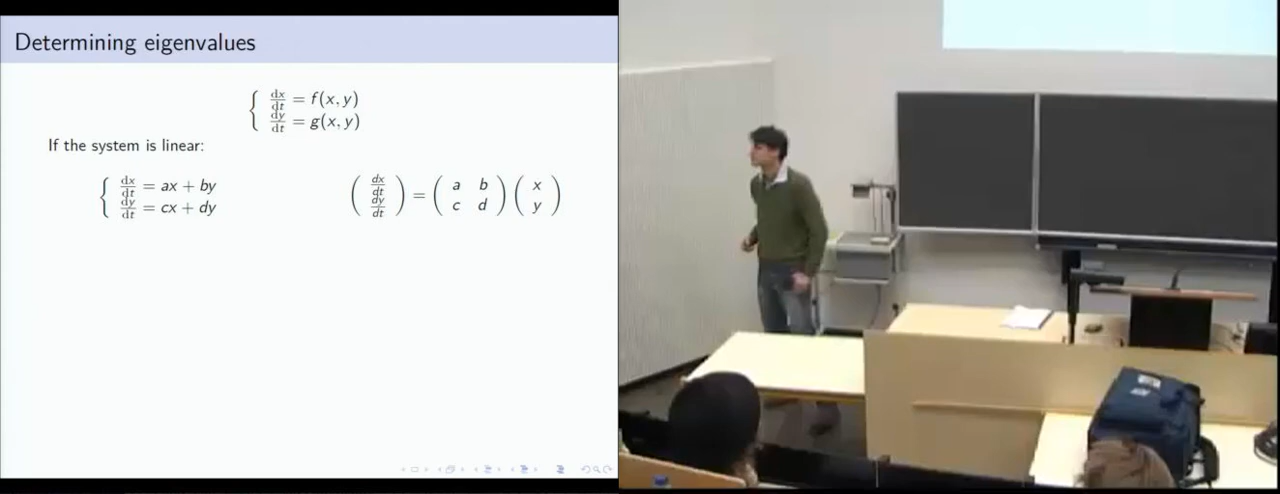 Determining eigenvalues
{ dx/dt = f(x, y)
dy/dt = g(x, y)
If the system is linear:
{ dx/dt = ax + by
dy/dt = cx + dy
( dx/dt dy/dt ) = ( a b c d ) ( x y )